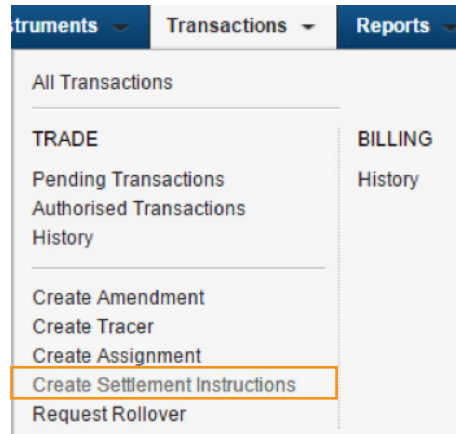 truments Transactions Reports
All Transactions
TRADE
Pending Transactions
Authorised Transactions
History
Create Amendment
Create Tracer
Create Assignment
Create Settlement Instructions
Request Rollover
BILLING
History